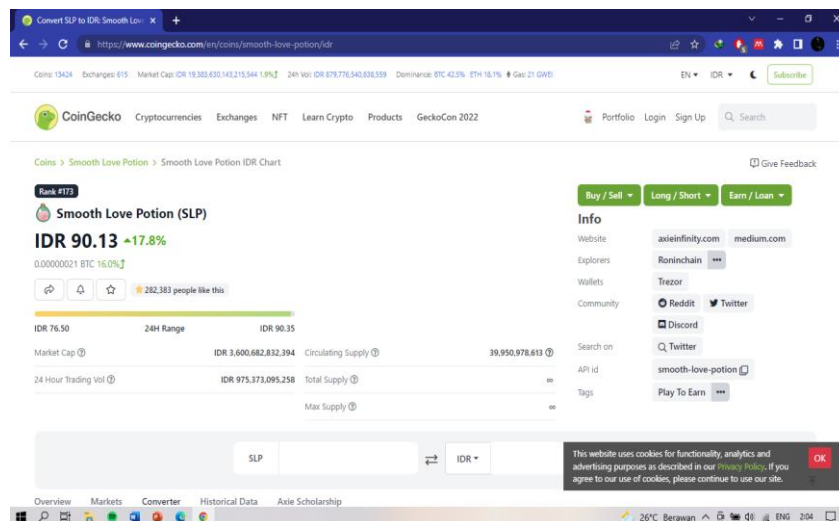 Convert SLP to IDR: Smooth Lov
https://www.coingecko.com/en/coins/smooth-love-potion/idr
Coins: 13424 Exchanges: 615 Market Cap: IDR 19,383,630,143,215,544 1.9% 24h Vol: IDR 879,776,540,838,559 Dominance: BTC 42.5% ETH 18.1% Gas: 21 GWEI
EN IDR Subscribe
CoinGecko Cryptocurrencies Exchanges NFT Learn Crypto Products GeckoCon 2022 Portfolio Login Sign Up Search
Coins > Smooth Love Potion > Smooth Love Potion IDR Chart
Give Feedback
Rank #173
Smooth Love Potion (SLP)
IDR 90.13 17.8%
0.00000021 BTC 16.0%
282,383 people like this
IDR 76.50 24H Range IDR 90.35
Market Cap IDR 3,600,682,832,394
24 Hour Trading Vol IDR 975,373,095,258
Circulating Supply 39,950,978,613
Total Supply ∞
Max Supply ∞
Buy / Sell Long / Short Earn / Loan
Info
Website axieinfinity.com medium.com
Explorers Roninchain
Wallets Trezor
Community Reddit Twitter
Discord
Search on Twitter
API id smooth-love-potion
Tags Play To Earn
SLP IDR
This website uses cookies for functionality, analytics and
advertising purposes as described in our Privacy Policy. If you
agree to our use of cookies, please continue to use our site.
OK
Overview Markets Converter Historical Data Axie Scholarship
26°C Berawan ENG 2:04